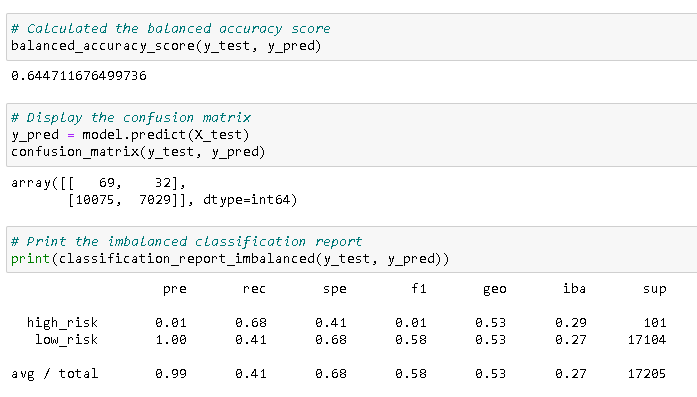 # Calculated the balanced accuracy score
balanced_accuracy_score(y_test, y_pred)
0.644711676499736
# Display the confusion matrix
y_pred = model.predict(X_test)
confusion_matrix(y_test, y_pred)
array([[   69,    32],
       [10075,  7029]], dtype=int64)
# Print the imbalanced classification report
print(classification_report_imbalanced(y_test, y_pred))
pre rec spe f1 geo iba sup
high_risk 0.01 0.68 0.41 0.01 0.53 0.29 101
low_risk 1.00 0.41 0.68 0.58 0.53 0.27 17104
avg / total 0.99 0.41 0.68 0.58 0.53 0.27 17205